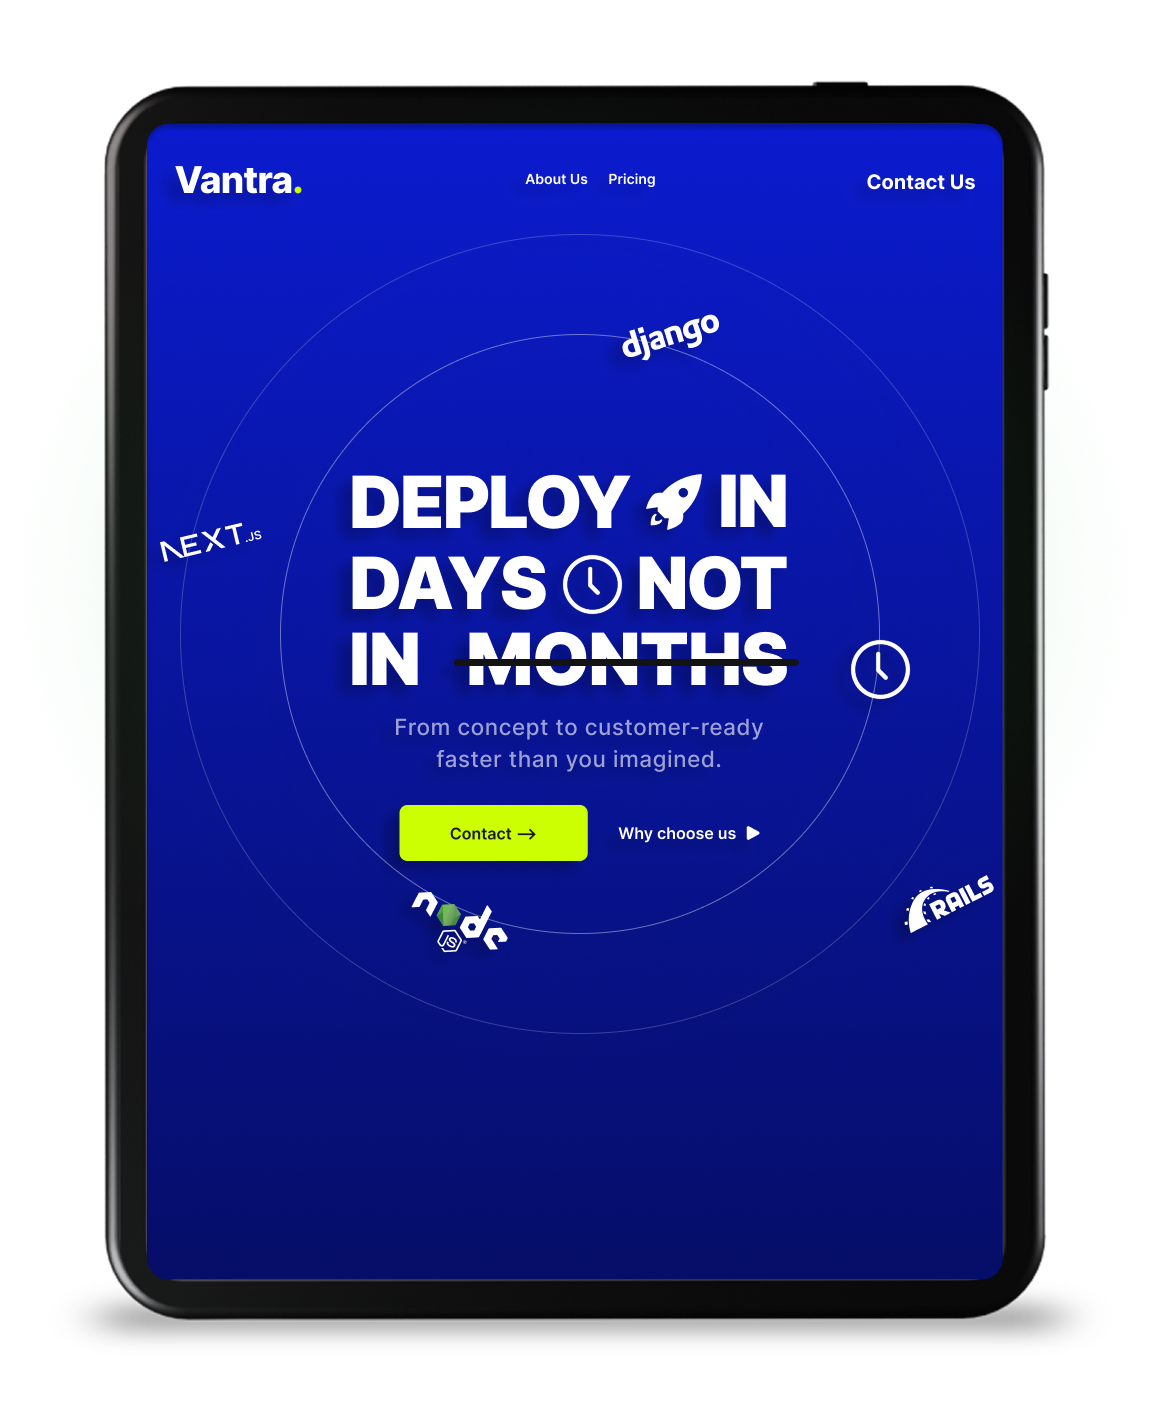 Vantra.
About Us Pricing
Contact Us
django
DEPLOY IN
NEXT.JS
DAYS NOT
IN MONTHS
From concept to customer-ready
faster than you imagined.
Contact →
Why choose us
node
JS
RAILS